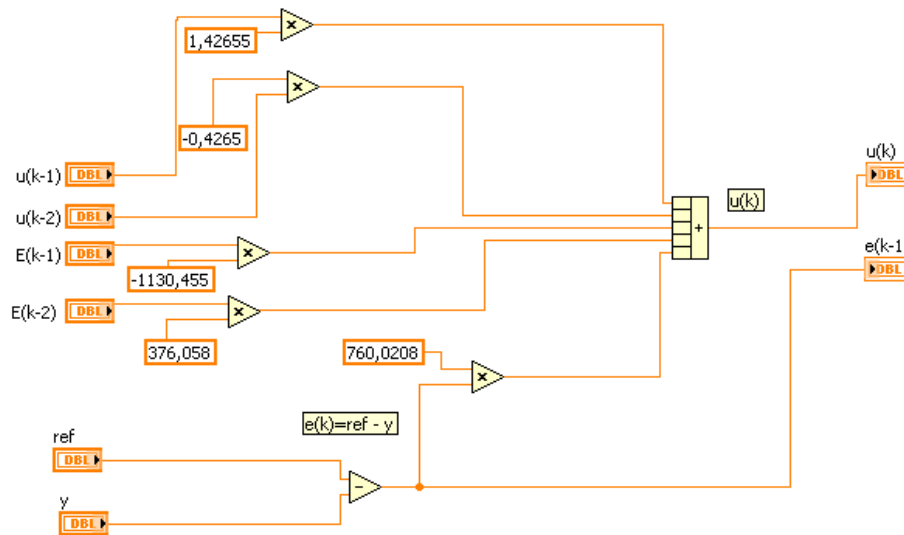 ×
1,42655
×
-0,4265
u(k-1) DBL
u(k-2) DBL
E(k-1) DBL
×
-1130,455
E(k-2) DBL
×
376,058
760,0208
×
+
u(k)
u(k)
DBL
e(k-1
DBL
e(k)=ref - y
ref
DBL
−
y
DBL